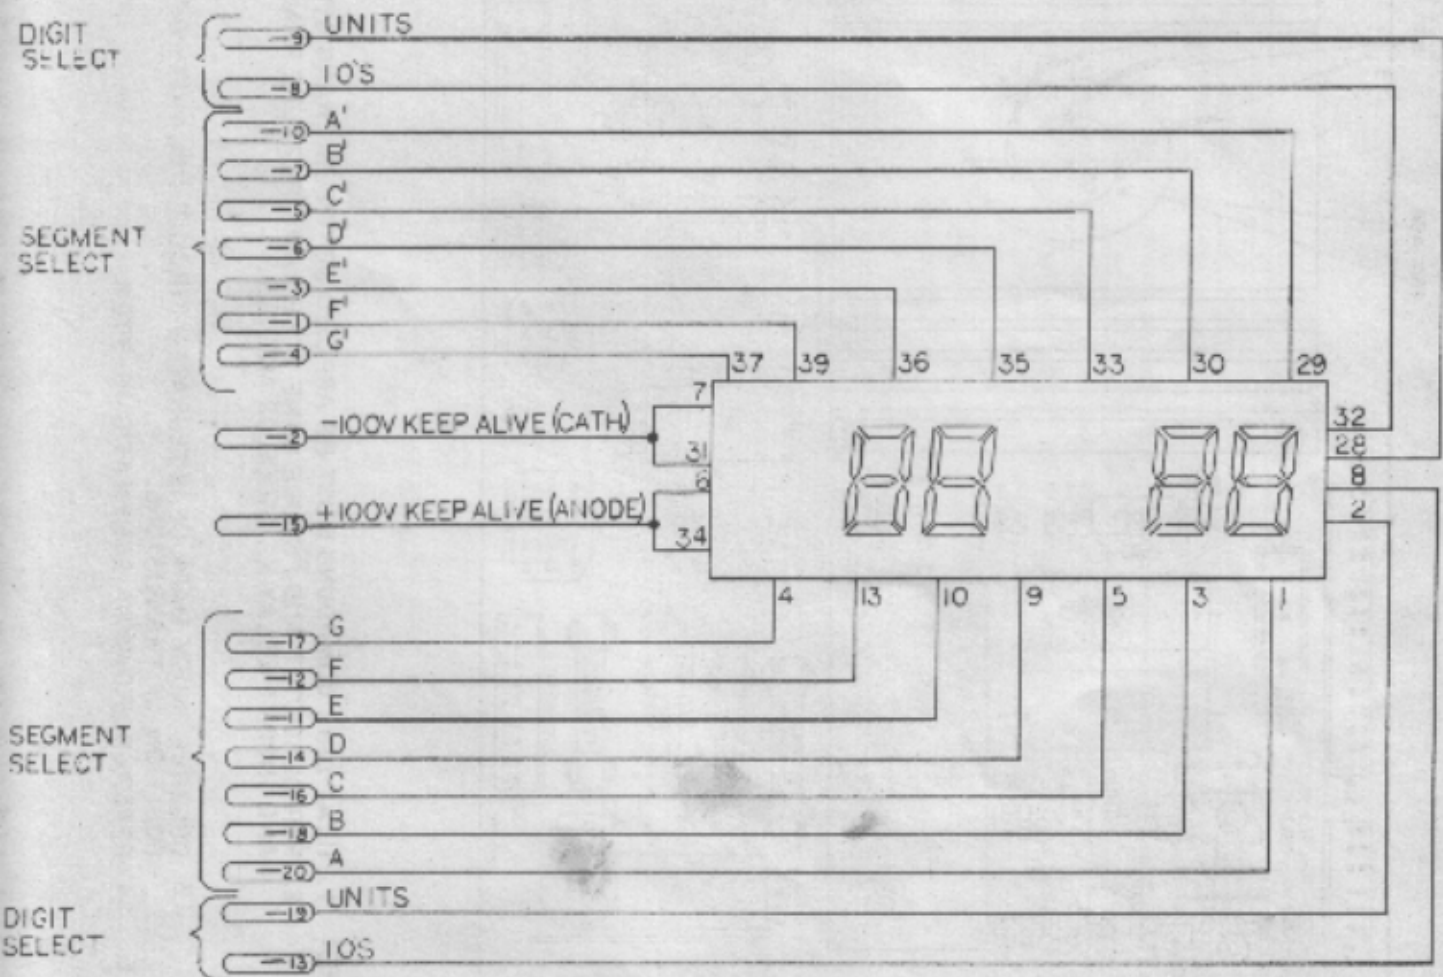 DIGIT
SELECT
9 UNITS
8 10'S
SEGMENT
SELECT
10 A'
7 B'
5 C'
6 D'
3 E'
1 F'
4 G'
37 39 36 35 33 30 29
2 -100V KEEP ALIVE (CATH)
7
31
15 +100V KEEP ALIVE (ANODE)
6
34
32
28
8
2
4 13 10 9 5 3 1
SEGMENT
SELECT
17 G
12 F
11 E
14 D
16 C
18 B
20 A
DIGIT
SELECT
19 UNITS
13 10'S